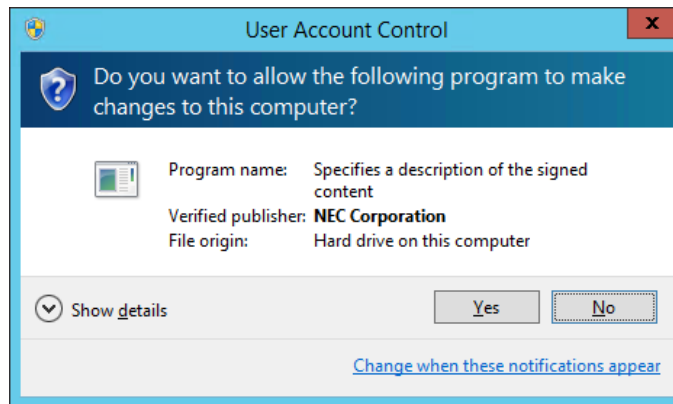 User Account Control
x
Do you want to allow the following program to make
changes to this computer?
Program name: Specifies a description of the signed
content
Verified publisher: NEC Corporation
File origin: Hard drive on this computer
Show details
Yes
No
Change when these notifications appear